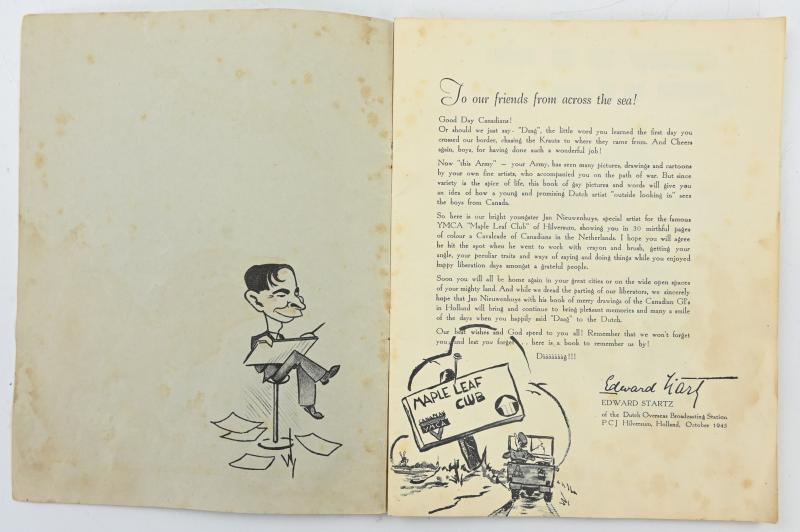 To our friends from across the sea!
Good Day Canadians!
Or should we just say- "Daag", the little word you learned the first day you
crossed our border, chasing the Krauts to where they came from. And Cheers
again, boys, for having done such a wonderful job!
Now "this Army" — your Army, has seen many pictures, drawings and cartoons
by your own fine artists, who accompanied you on the path of war. But since
variety is the spice of life, this book of gay pictures and words will give you
an idea of how a young and promising Dutch artist "outside looking in" sees
the boys from Canada.
So here is our bright youngster Jan Nieuwenhuys, special artist for the famous
YMCA "Maple Leaf Club" of Hilversum, showing you in 30 mirthful pages
of colour a Cavalcade of Canadians in the Netherlands. I hope you will agree
he hit the spot when he went to work with crayon and brush, getting your
angle, your peculiar traits and ways of saying and doing things while you enjoyed
happy liberation days amongst a grateful people.
Soon you will all be home again in your great cities or on the wide open spaces
of your mighty land. And while we dread the parting of our liberators, we sincerely
hope that Jan Nieuwenhuys with his book of merry drawings of the Canadian GI's
in Holland will bring and continue to bring pleasant memories and many a smile
of the days when you happily said "Daag" to the Dutch.
Our best wishes and God speed to you all! Remember that we won't forget
you and lest you forget . . . here is a book to remember us by!
Edward Startz
EDWARD STARTZ
of the Dutch Overseas Broadcasting Station
PCJ Hilversum, Holland, October 1945
MAPLE LEAF
CLUB
CANADIAN
YMCA